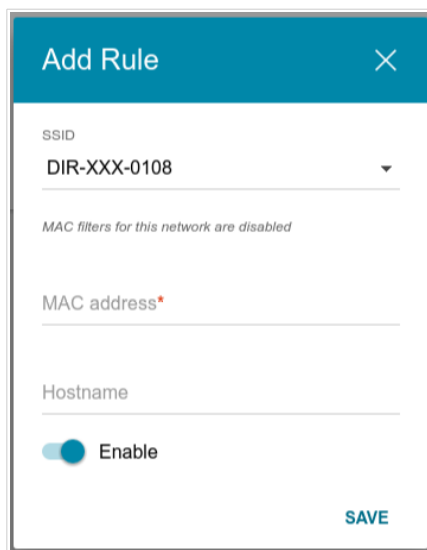 Add Rule
SSID
DIR-XXX-0108
MAC filters for this network are disabled
MAC address*
Hostname
Enable
SAVE